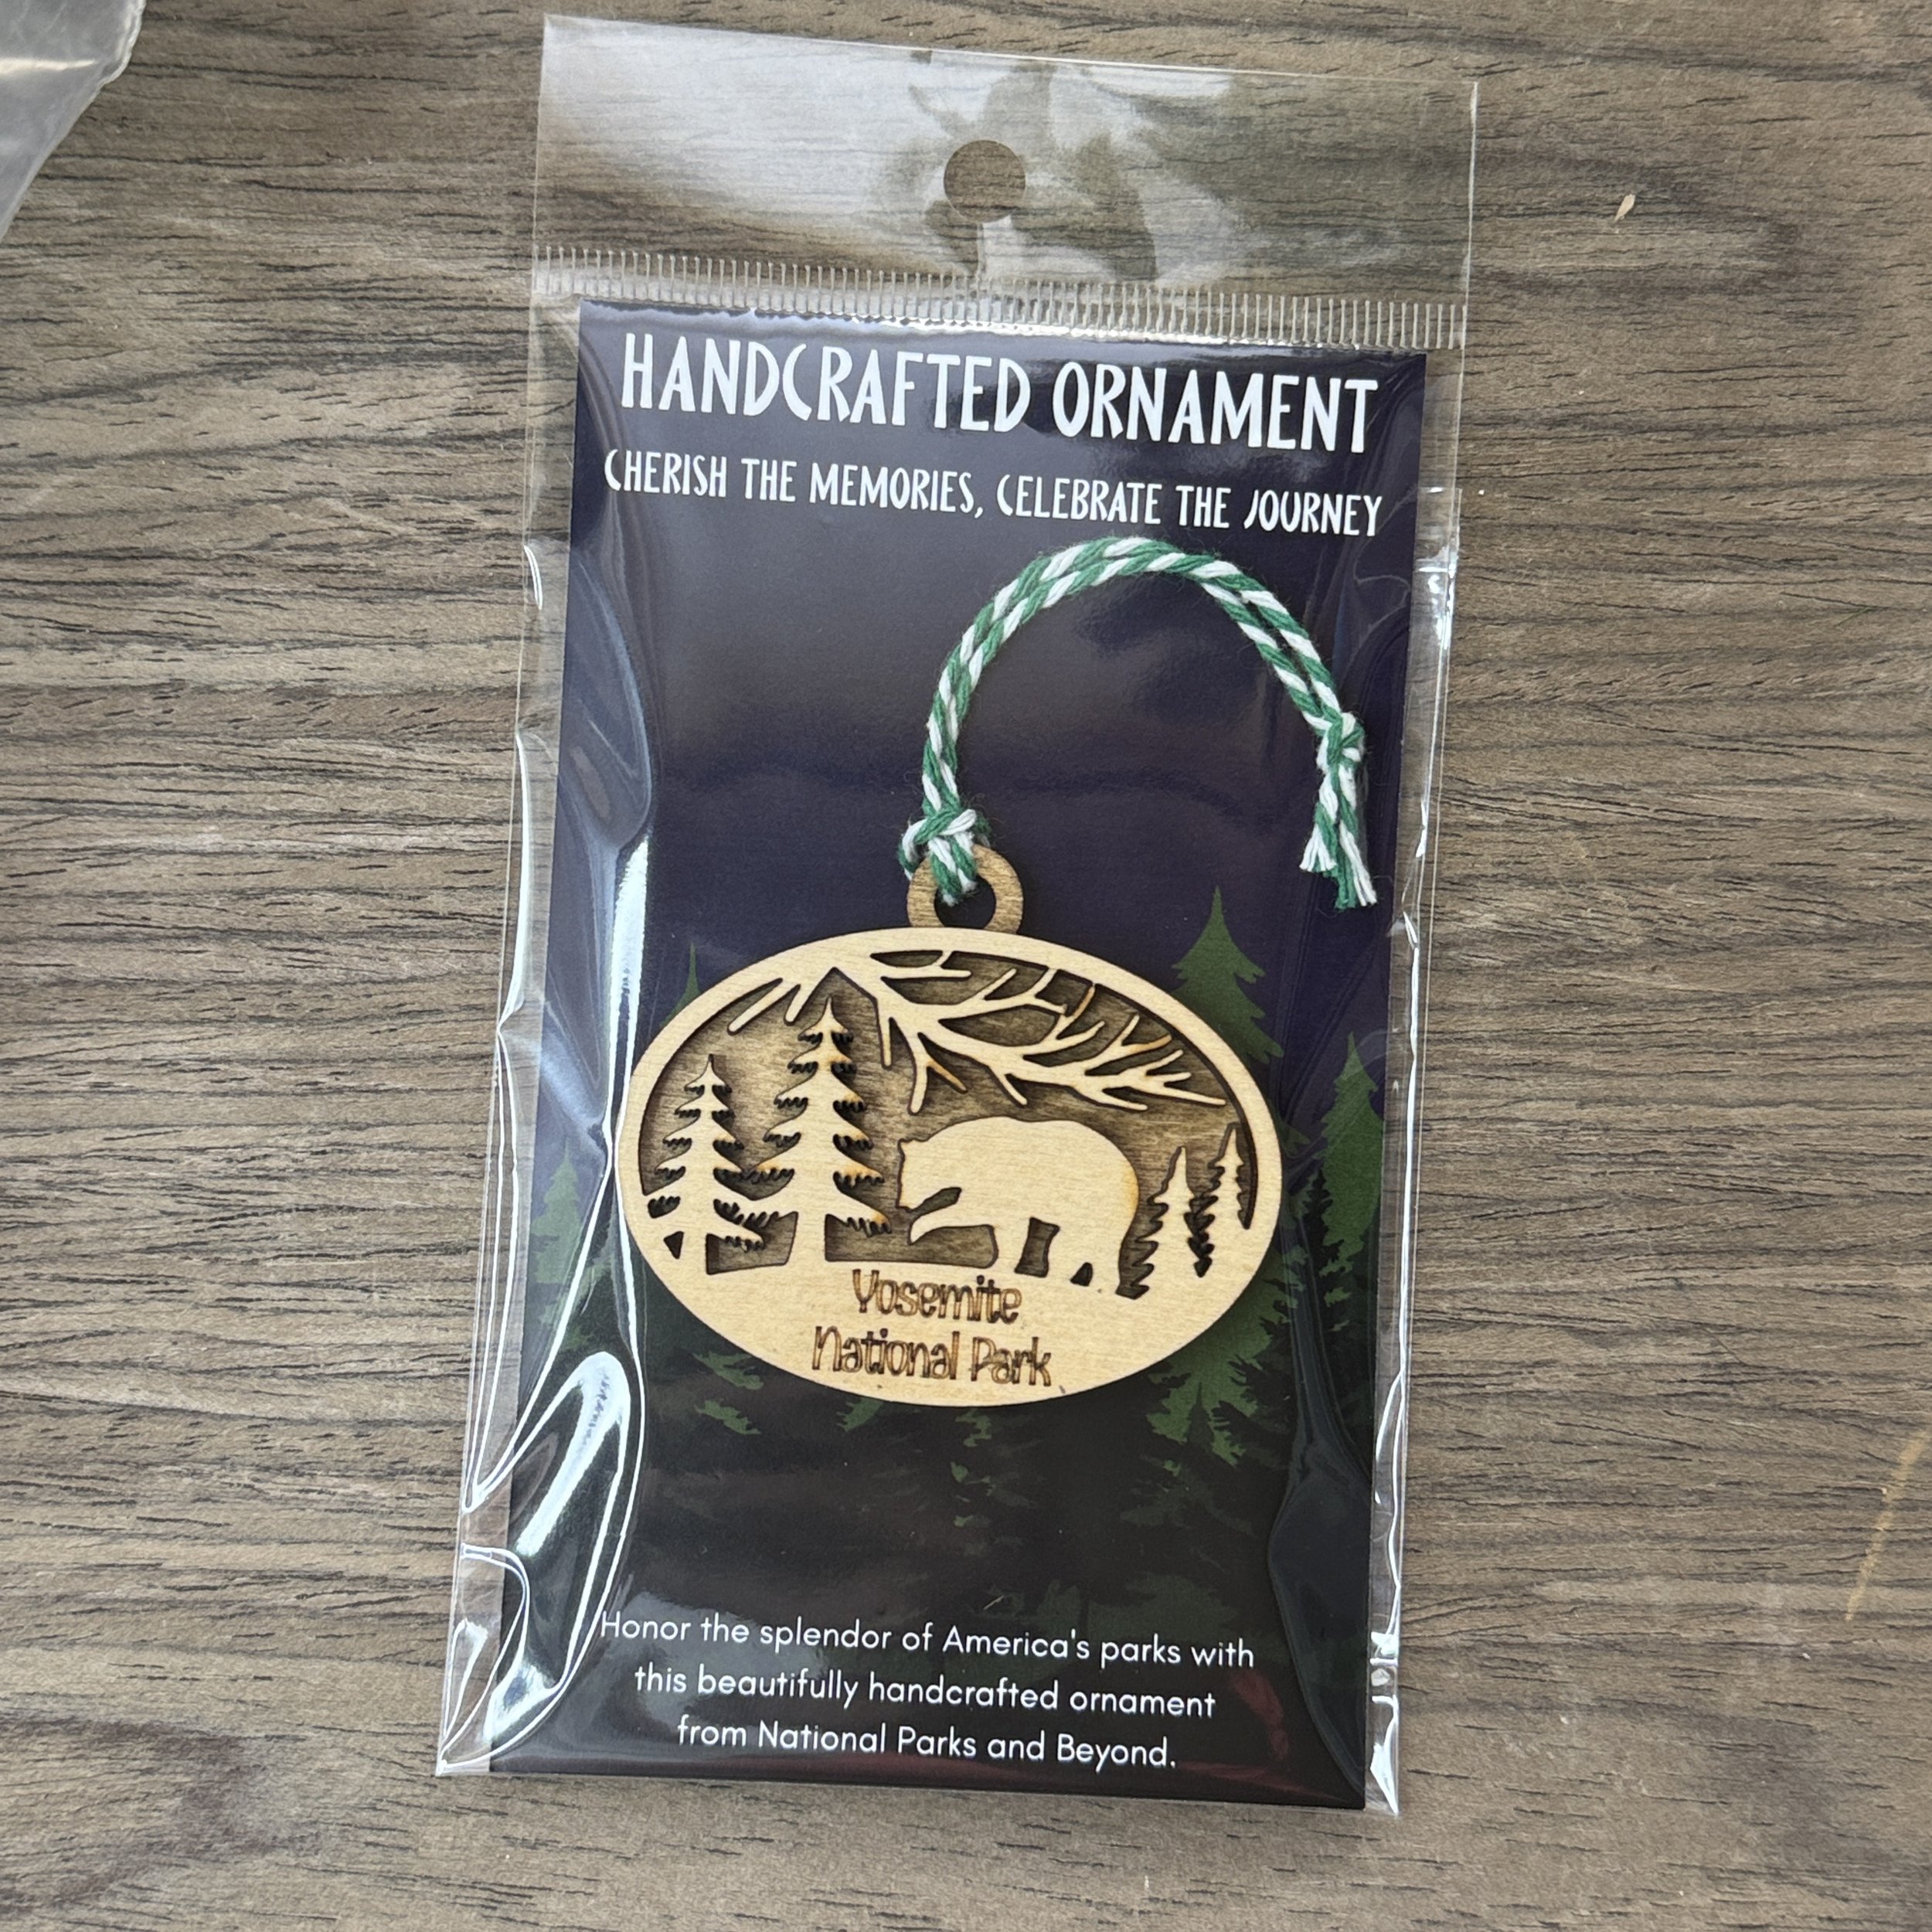 HANDCRAFTED ORNAMENT
CHERISH THE MEMORIES, CELEBRATE THE JOURNEY
Yosemite
National Park
Honor the splendor of America's parks with
this beautifully handcrafted ornament
from National Parks and Beyond.